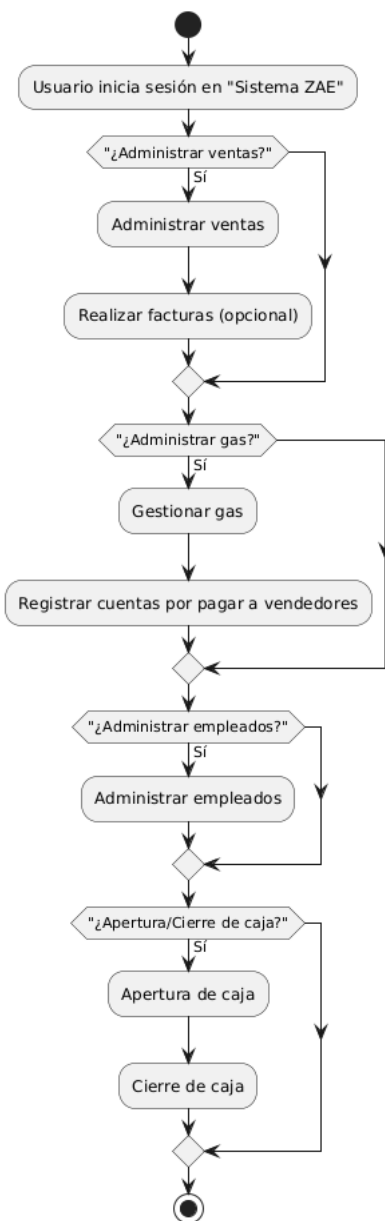 Usuario inicia sesión en "Sistema ZAE"
"¿Administrar ventas?"
Sí
Administrar ventas
Realizar facturas (opcional)
"¿Administrar gas?"
Sí
Gestionar gas
Registrar cuentas por pagar a vendedores
"¿Administrar empleados?"
Sí
Administrar empleados
"¿Apertura/Cierre de caja?"
Sí
Apertura de caja
Cierre de caja